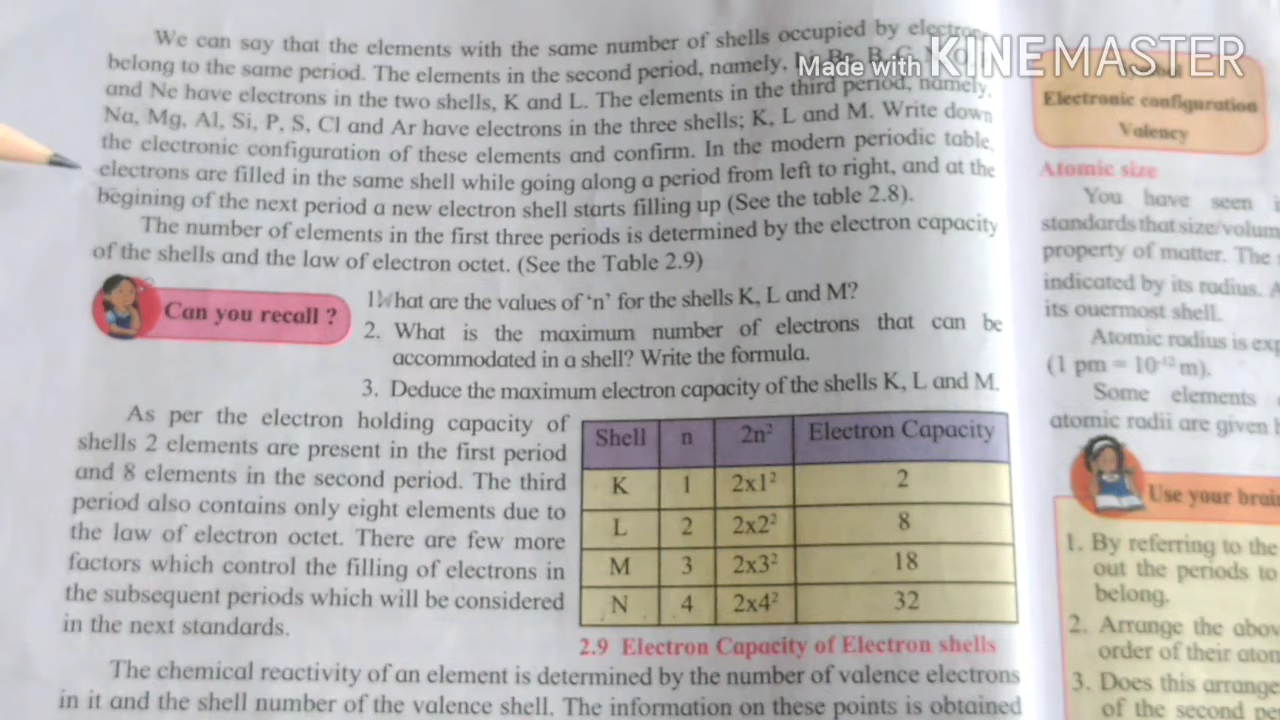 We can say that the elements with the same number of shells occupied by
belong to the same period. The elements in the second period, namely,
and Ne have electrons in the two shells, K and L. The elements in the third period, namely,
Na, Mg, Al, Si, P, S, Cl and Ar have electrons in the three shells; K, L and M. Write down
the electronic configuration of these elements and confirm. In the modern periodic table,
electrons are filled in the same shell while going along a period from left to right, and at the
begining of the next period a new electron shell starts filling up (See the table 2.8).
The number of elements in the first three periods is determined by the electron capacity
of the shells and the law of electron octet. (See the Table 2.9)
Can you recall ?
1. What are the values of ‘n’ for the shells K, L and M?
2. What is the maximum number of electrons that can be
accommodated in a shell? Write the formula.
3. Deduce the maximum electron capacity of the shells K, L and M.
As per the electron holding capacity of
shells 2 elements are present in the first period
and 8 elements in the second period. The third
period also contains only eight elements due to
the law of electron octet. There are few more
factors which control the filling of electrons in
the subsequent periods which will be considered
in the next standards.
Shell n 2n² Electron Capacity
K 1 2x1² 2
L 2 2x2² 8
M 3 2x3² 18
N 4 2x4² 32
2.9 Electron Capacity of Electron shells
The chemical reactivity of an element is determined by the number of valence electrons
in it and the shell number of the valence shell. The information on these points is obtained
Made with KINEMASTER
Electronic configuration
Valency
Atomic size
You have seen
standards that size/volum
property of matter. The
indicated by its radius.
its ouermost shell.
Atomic radius is exp
(1 pm = 10⁻¹² m).
Some elements
atomic radii are given
Use your brai
1. By referring to the
out the periods to
belong.
2. Arrange the abov
order of their atom
3. Does this arrange
of the second pe